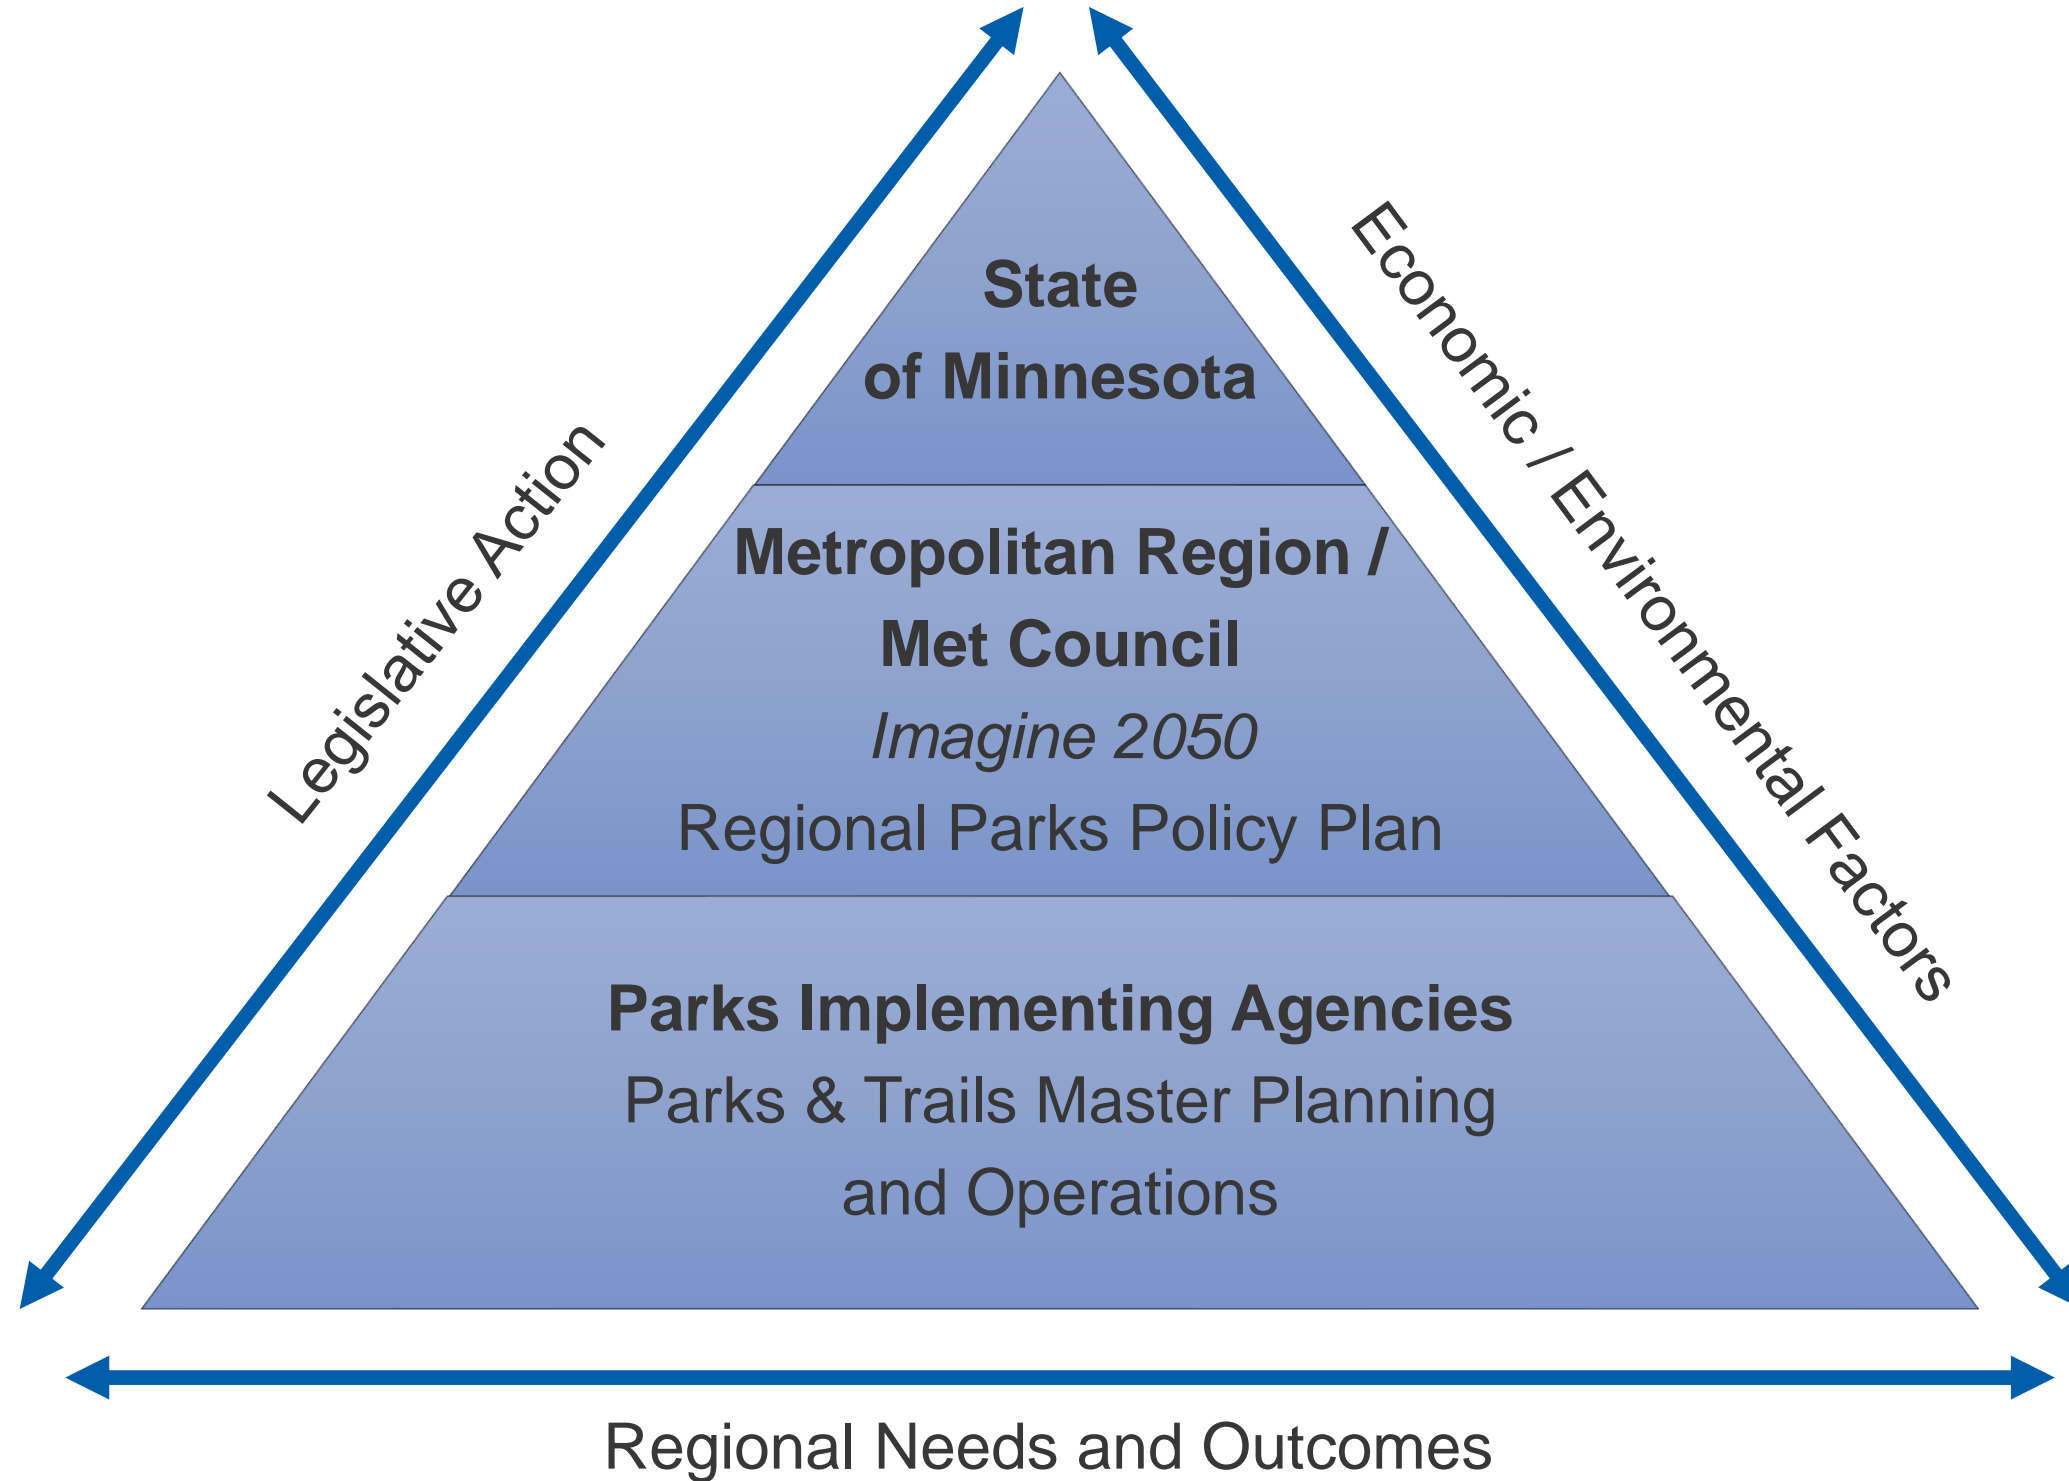 State
of Minnesota
Metropolitan Region /
Met Council
Imagine 2050
Regional Parks Policy Plan
Parks Implementing Agencies
Parks & Trails Master Planning
and Operations
Legislative Action
Economic / Environmental Factors
Regional Needs and Outcomes